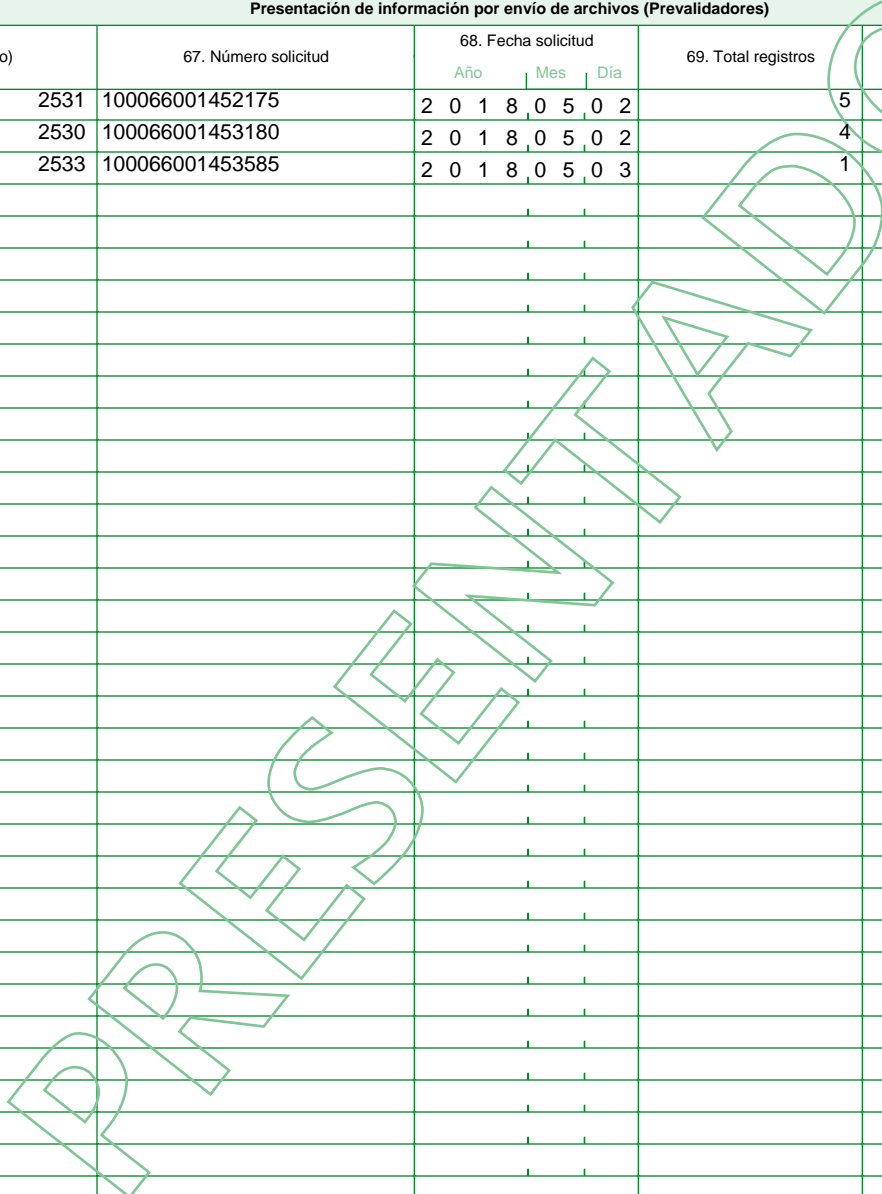 Presentación de información por envío de archivos (Prevalidadores)
o) 67. Número solicitud 68. Fecha solicitud 69. Total registros
Año Mes Día
2531 100066001452175 2 0 1 8 0 5 0 2 5
2530 100066001453180 2 0 1 8 0 5 0 2 4
2533 100066001453585 2 0 1 8 0 5 0 3 1
PRESENTADO